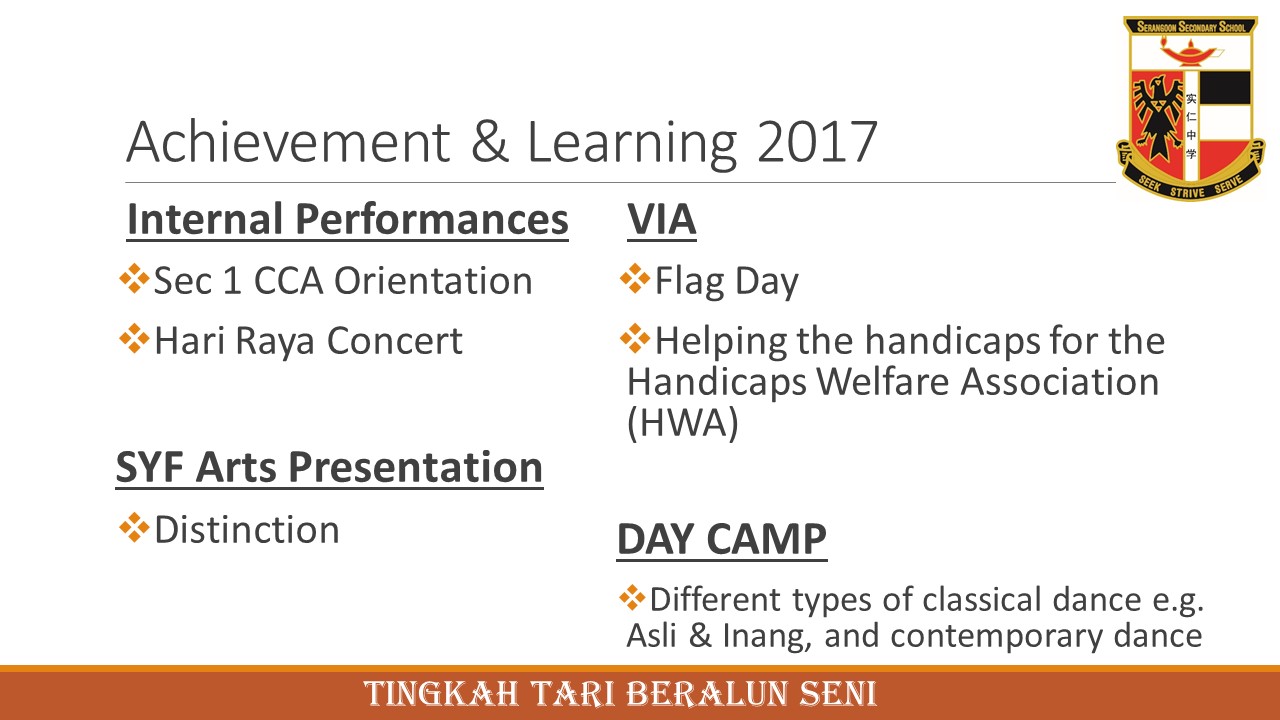 SERANGOON SECONDARY SCHOOL
实
仁
中
学
SEEK STRIVE SERVE
Achievement & Learning 2017
Internal Performances
Sec 1 CCA Orientation
Hari Raya Concert
SYF Arts Presentation
Distinction
VIA
Flag Day
Helping the handicaps for the
Handicaps Welfare Association
(HWA)
DAY CAMP
Different types of classical dance e.g.
Asli & Inang, and contemporary dance
TINGKAH TARI BERALUN SENI